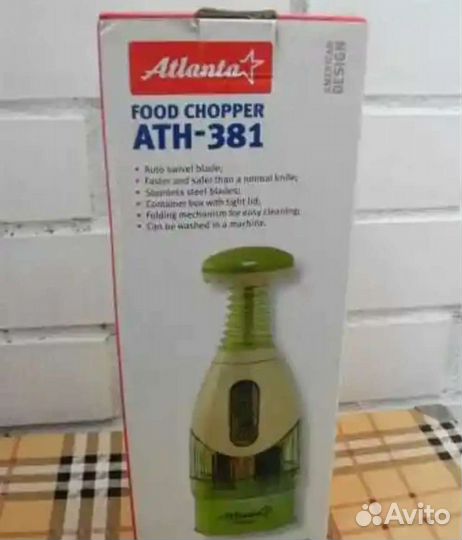 Atlanta
AMERICAN
DESIGN
FOOD CHOPPER
ATH-381
• Auto swivel blade;
• Faster and safer than a normal knife;
• Stainless steel blades;
• Container box with tight lid;
• Folding mechanism for easy cleaning;
• Can be washed in a machine.
Atlanta
Avito